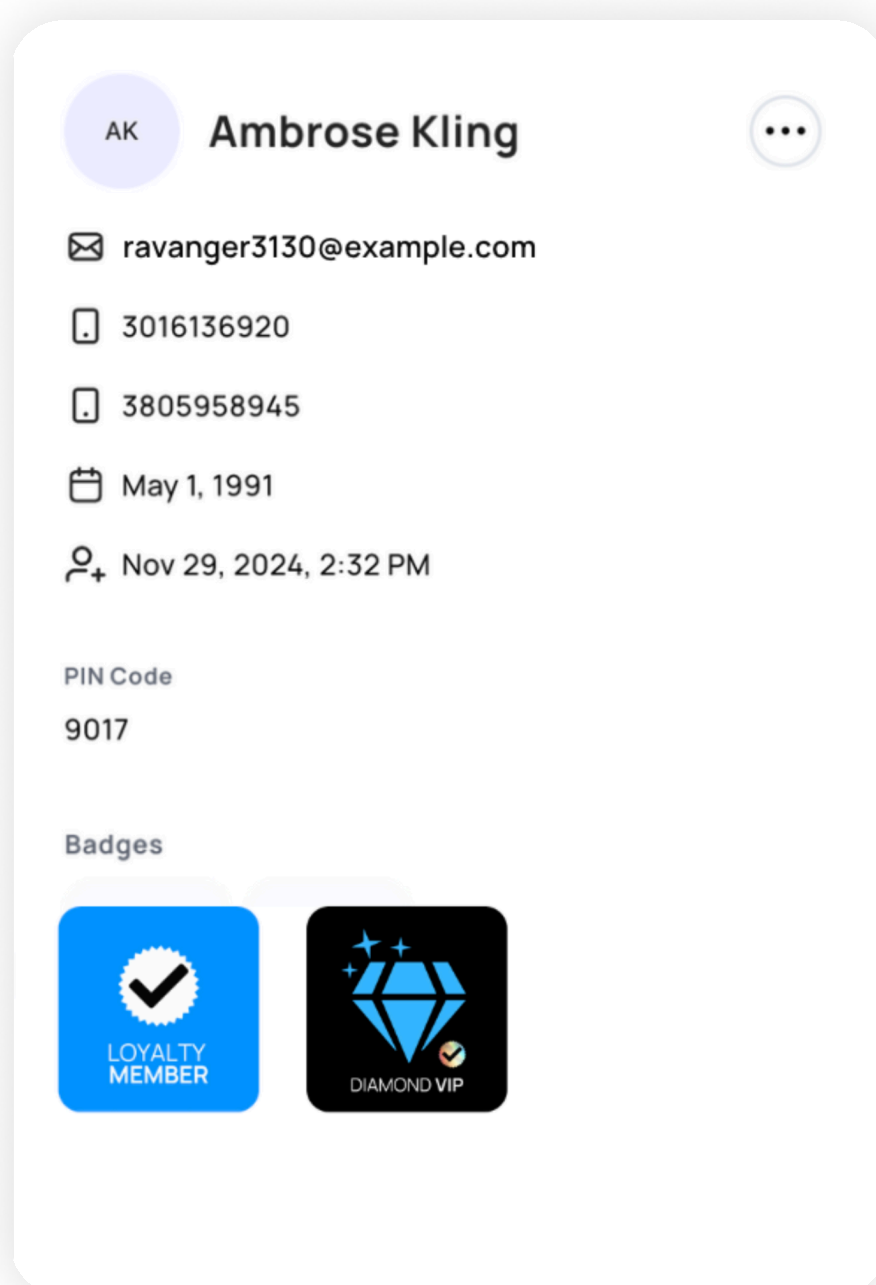 AK
Ambrose Kling
ravanger3130@example.com
3016136920
3805958945
May 1, 1991
Nov 29, 2024, 2:32 PM
PIN Code
9017
Badges
LOYALTY
MEMBER
DIAMOND VIP